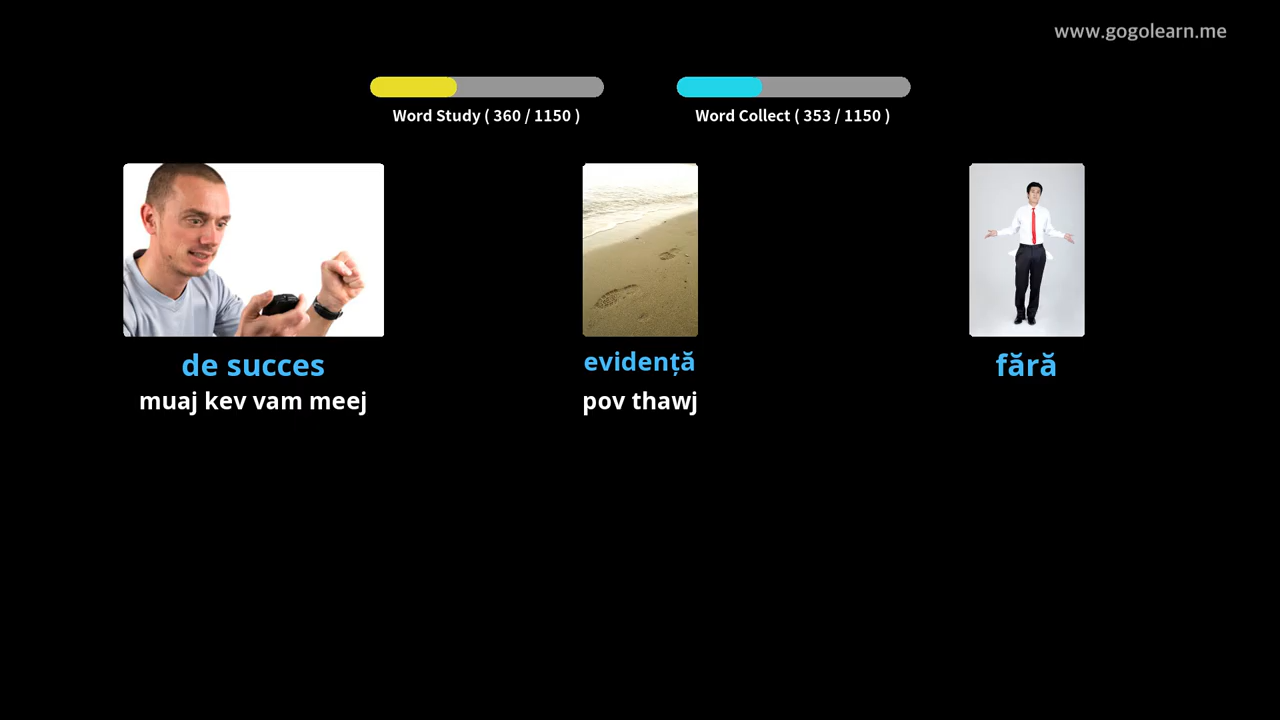 www.gogolearn.me
Word Study ( 360 / 1150 )
Word Collect ( 353 / 1150 )
de succes
evidență
fără
muaj kev vam meej
pov thawj